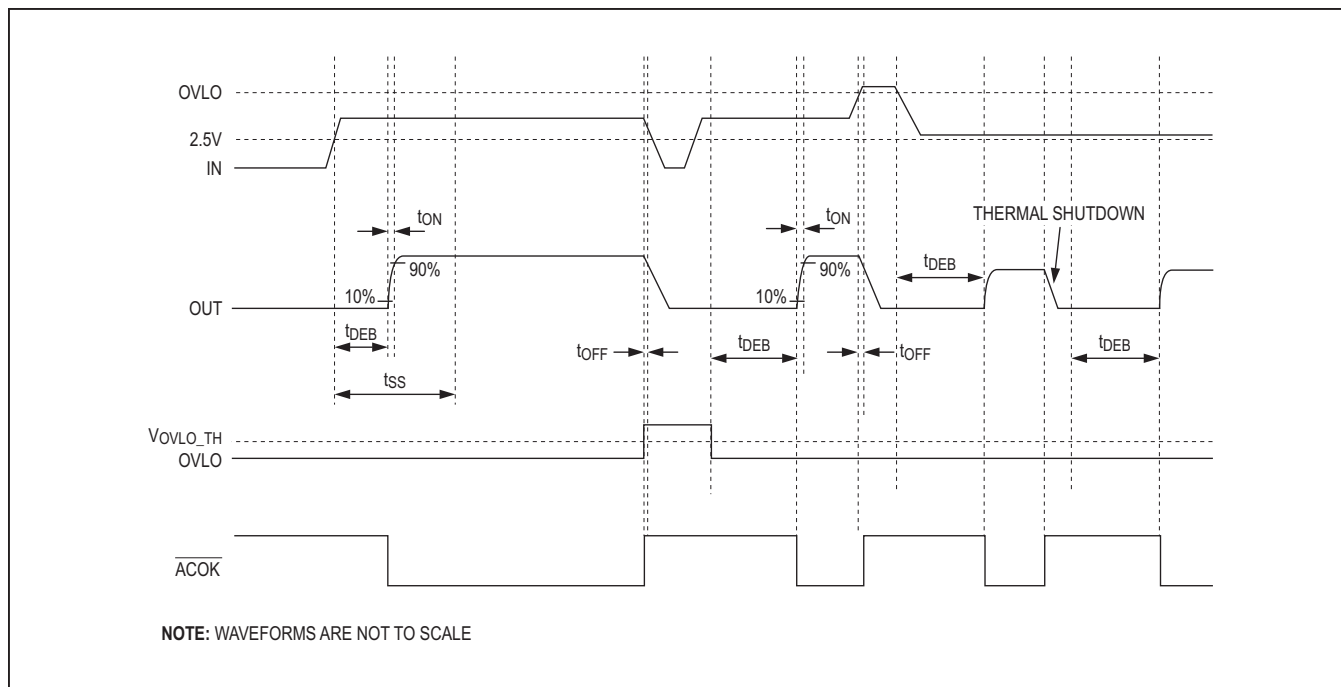 OVLO
2.5V
IN
tON
tON
THERMAL SHUTDOWN
90%
90%
tDEB
10%
10%
OUT
tDEB
tOFF
tDEB
tOFF
tDEB
tSS
VOVLO_TH
OVLO
ACOK
NOTE: WAVEFORMS ARE NOT TO SCALE